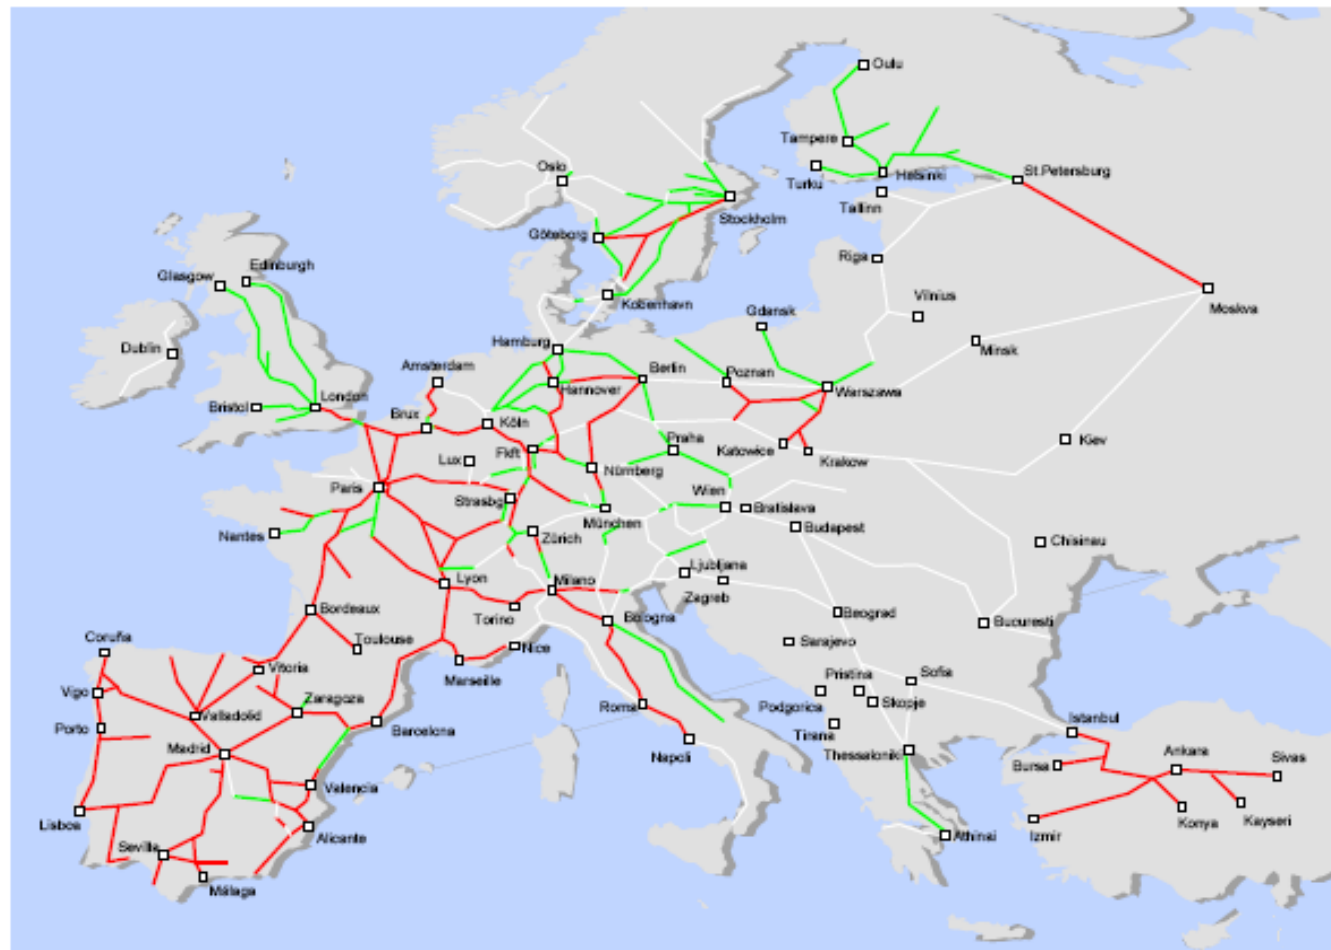 Oulu
Tampere
Turku
Helsinki
St.Petersburg
Tallinn
Oslo
Stockholm
Göteborg
Riga
Edinburgh
Glasgow
Kobenhavn
Vilnius
Moskva
Gdansk
Minsk
Dublin
Hamburg
Amsterdam
Berlin
Poznan
Hannover
Warszawa
London
Bristol
Brux
Köln
Praha
Kiev
Katowice
Krakow
Lux
Fkft
Nürnberg
Paris
Strasbg
Wien
Bratislava
München
Budapest
Nantes
Zürich
Chisinau
Ljubljana
Lyon
Milano
Zagreb
Bordeaux
Torino
Bologna
Beograd
Bucuresti
Coruña
Toulouse
Nice
Sarajevo
Vitoria
Marseille
Sofia
Pristina
Vigo
Zaragoza
Roma
Podgorica
Skopje
Valladolid
Porto
Barcelona
Tirana
Istanbul
Madrid
Napoli
Thessaloniki
Ankara
Sivas
Bursa
Valencia
Lisboa
Konya
Kayseri
Alicante
Athinai
Izmir
Sevilla
Málaga